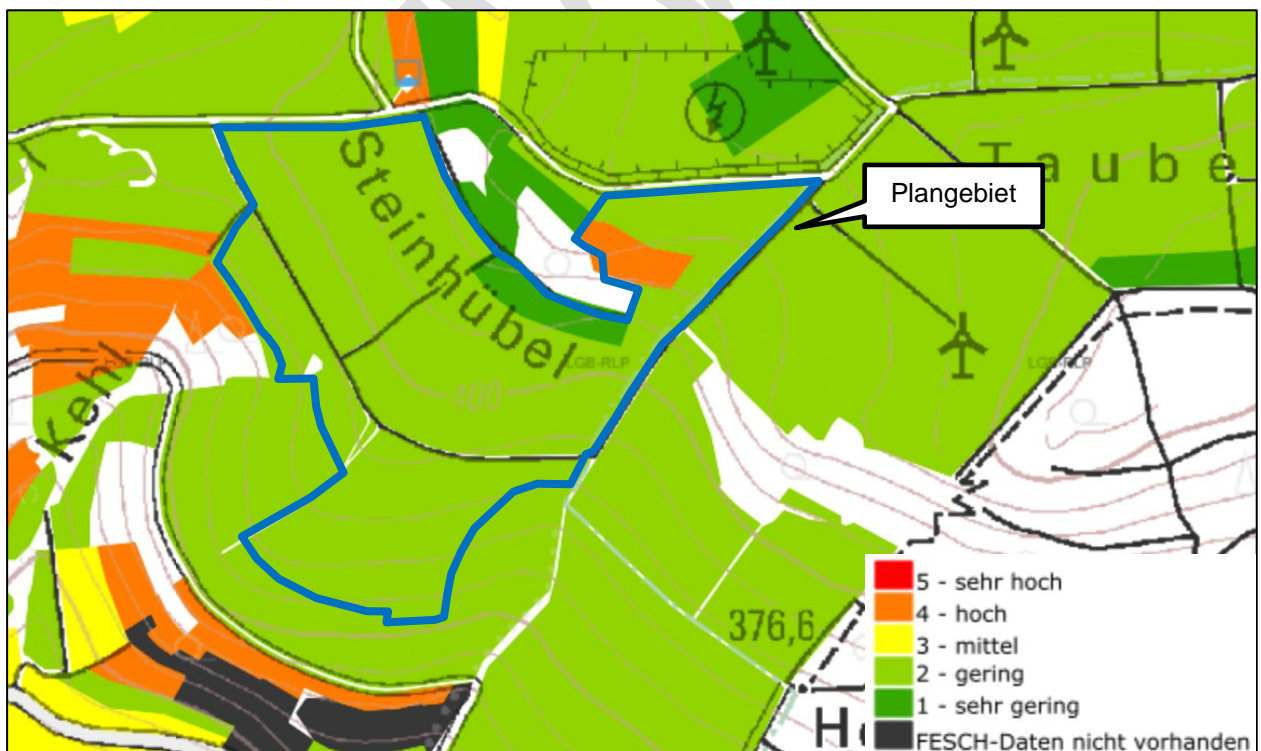 Steinhübel
Taube
Plangebiet
Kehl
LGB-RLP
LGB-RLP
400
376,6
H
5 - sehr hoch
4 - hoch
3 - mittel
2 - gering
1 - sehr gering
FESCH-Daten nicht vorhanden